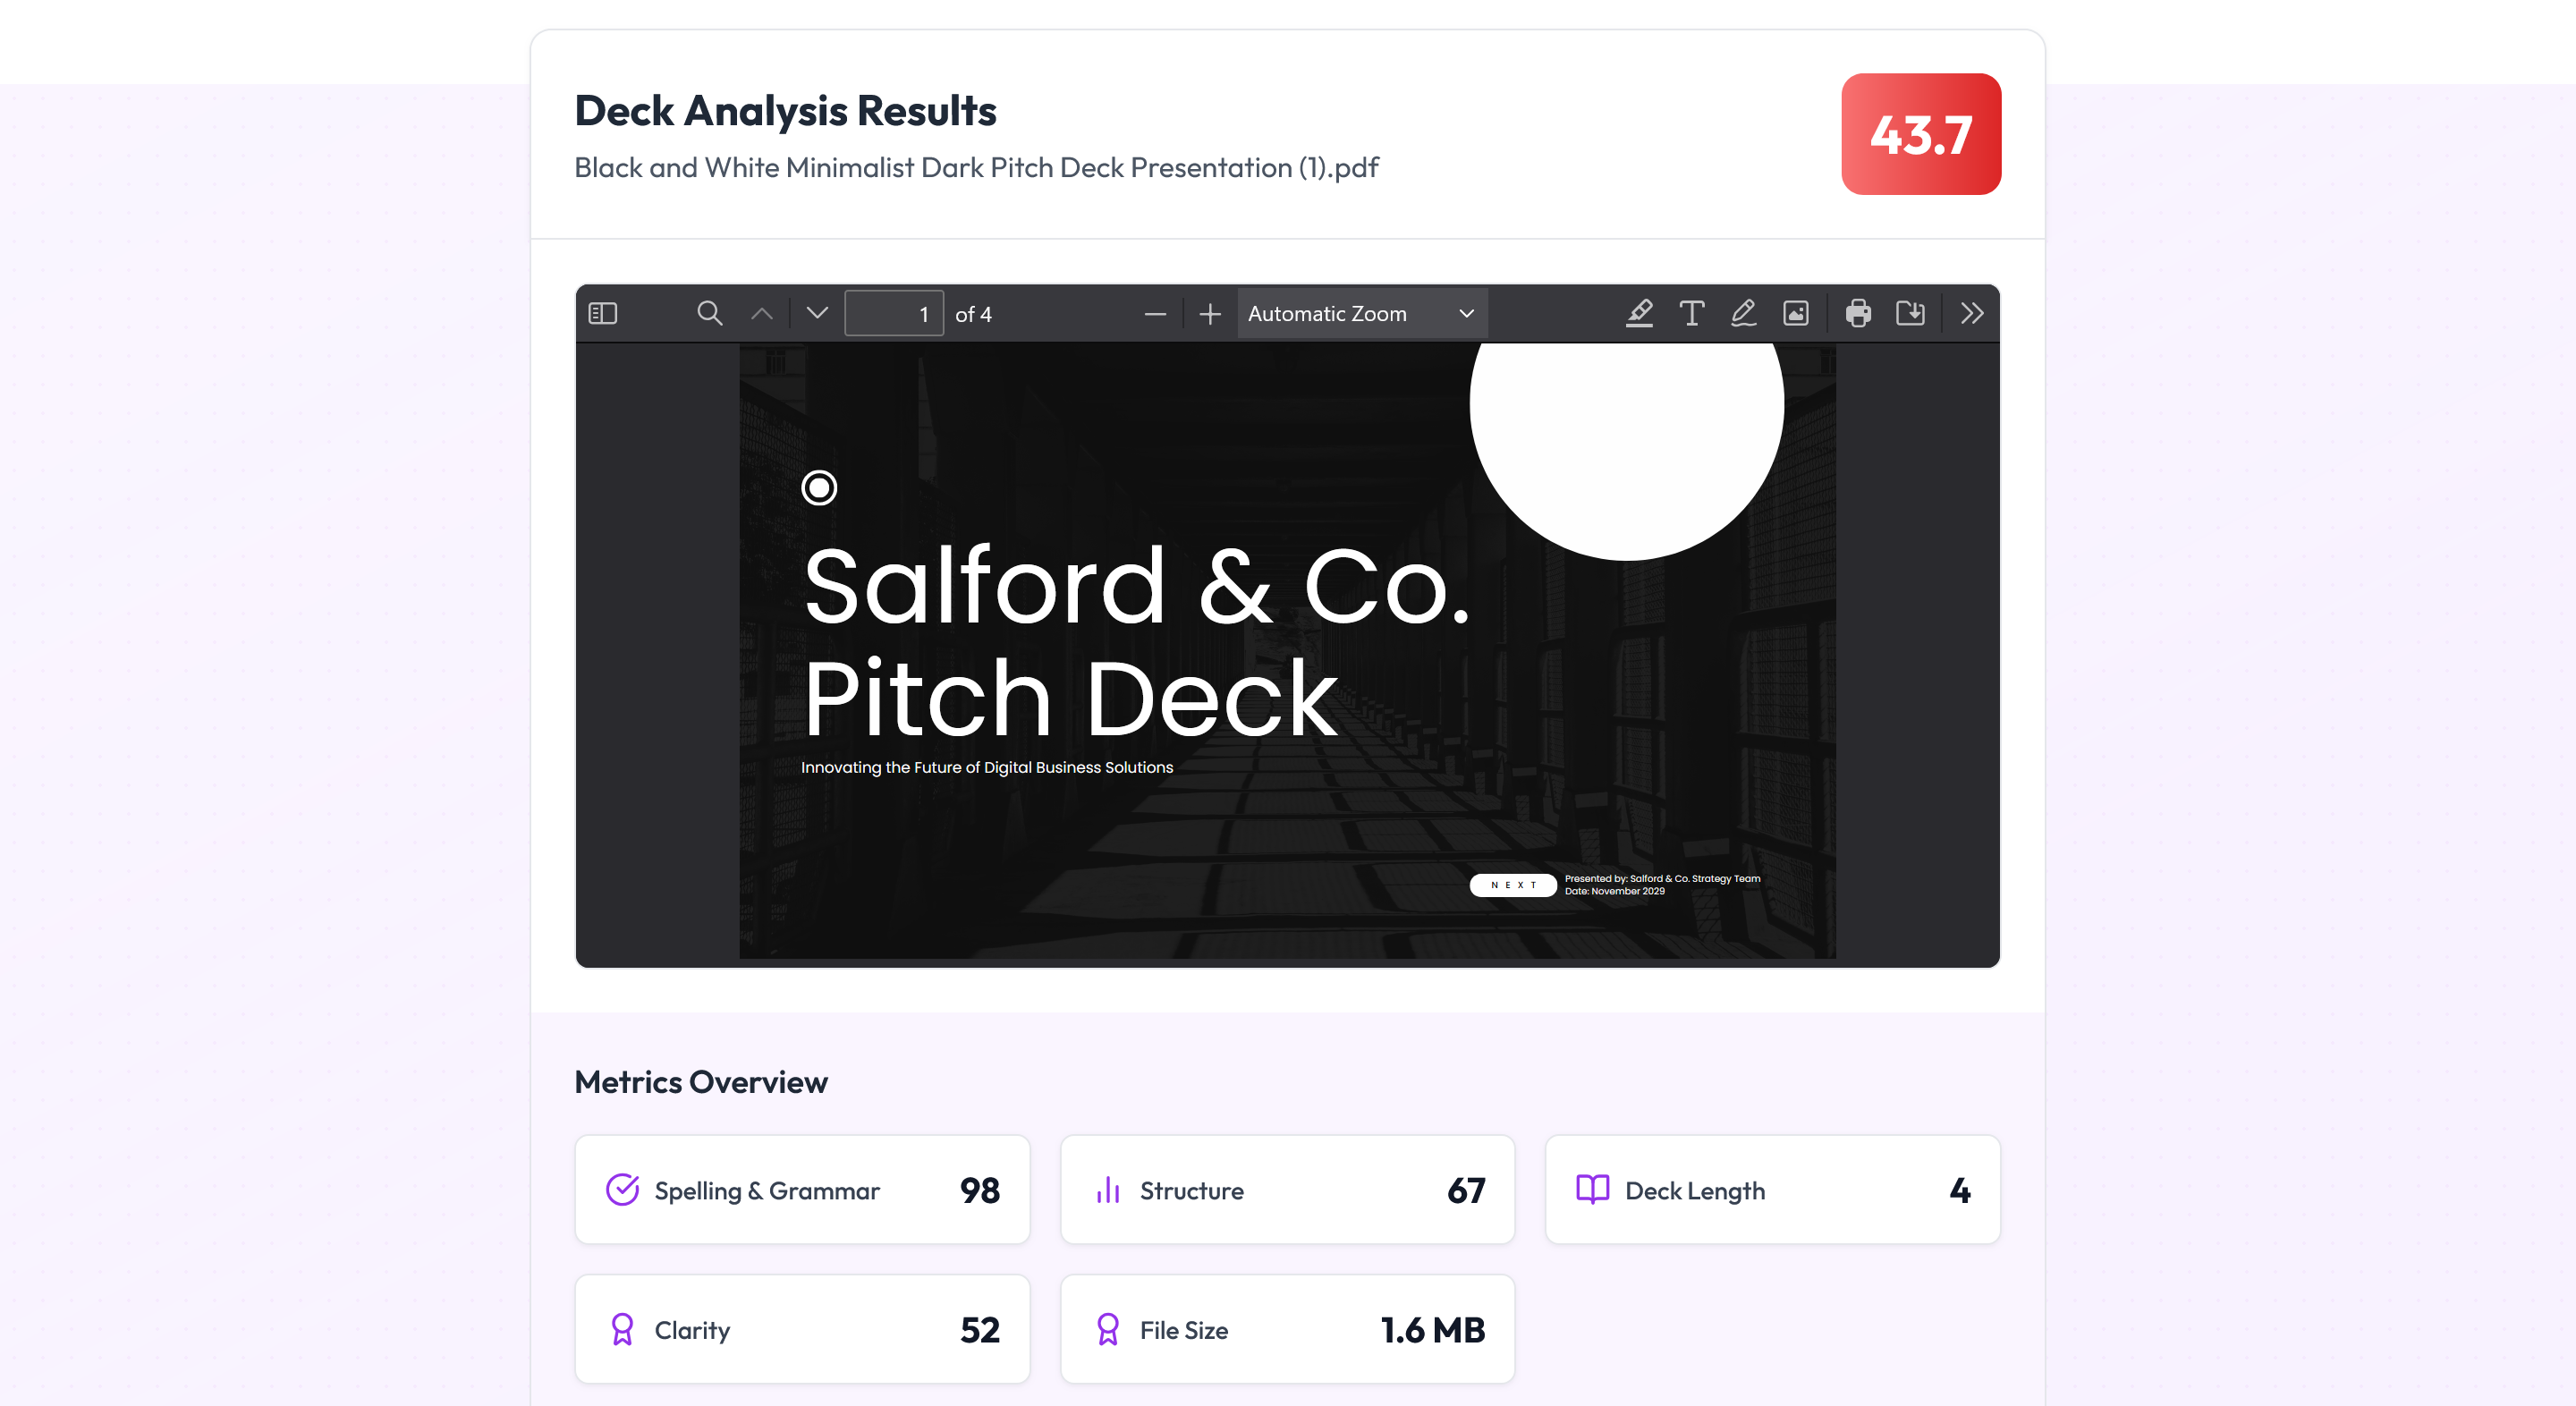 Deck Analysis Results
Black and White Minimalist Dark Pitch Deck Presentation (1).pdf
43.7
1 of 4
Automatic Zoom
Salford & Co.
Pitch Deck
Innovating the Future of Digital Business Solutions
NEXT
Presented by: Salford & Co. Strategy Team
Date: November 2029
Metrics Overview
Spelling & Grammar 98
Structure 67
Deck Length 4
Clarity 52
File Size 1.6 MB